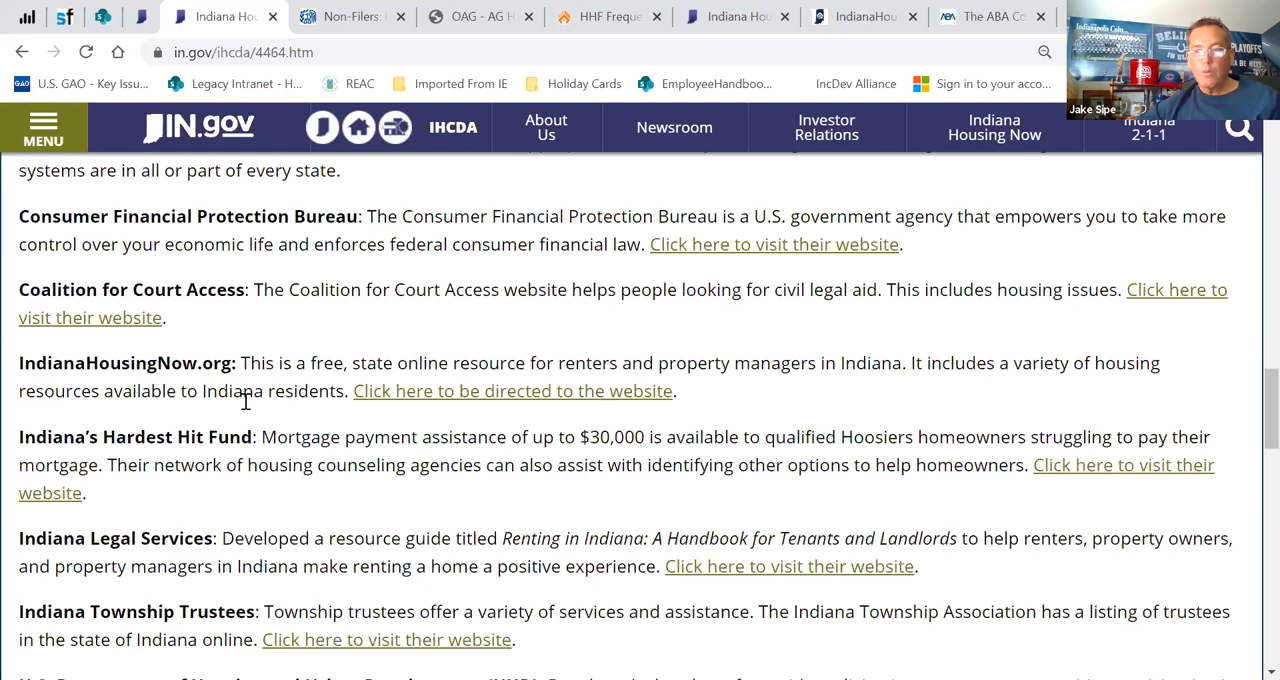 Indiana Ho
Non-Filers:
OAG - AG H
HHF Freque
Indiana Hou
IndianaHou
ABA The ABA Co
in.gov/ihcda/4464.htm
GAO U.S. GAO - Key Issu...
Legacy Intranet - H...
REAC
Imported From IE
Holiday Cards
EmployeeHandboo...
IncDev Alliance
Sign in to your acco...
Jake Sipe
Indianapolis Colts
PLAYOFFS
MENU
IN.gov
IHCDA
About
Us
Newsroom
Investor
Relations
Indiana
Housing Now
Indiana
2-1-1
systems are in all or part of every state.
Consumer Financial Protection Bureau: The Consumer Financial Protection Bureau is a U.S. government agency that empowers you to take more
control over your economic life and enforces federal consumer financial law. Click here to visit their website.
Coalition for Court Access: The Coalition for Court Access website helps people looking for civil legal aid. This includes housing issues. Click here to
visit their website.
IndianaHousingNow.org: This is a free, state online resource for renters and property managers in Indiana. It includes a variety of housing
resources available to Indiana residents. Click here to be directed to the website.
Indiana’s Hardest Hit Fund: Mortgage payment assistance of up to $30,000 is available to qualified Hoosiers homeowners struggling to pay their
mortgage. Their network of housing counseling agencies can also assist with identifying other options to help homeowners. Click here to visit their
website.
Indiana Legal Services: Developed a resource guide titled Renting in Indiana: A Handbook for Tenants and Landlords to help renters, property owners,
and property managers in Indiana make renting a home a positive experience. Click here to visit their website.
Indiana Township Trustees: Township trustees offer a variety of services and assistance. The Indiana Township Association has a listing of trustees
in the state of Indiana online. Click here to visit their website.